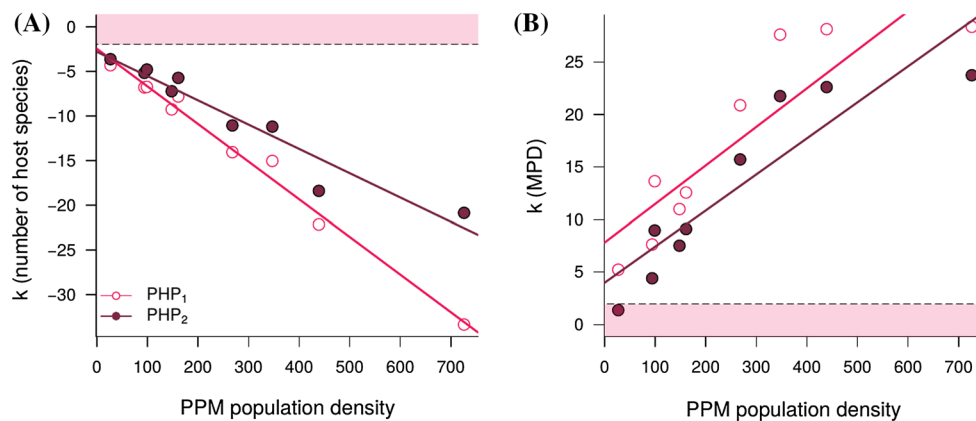 (A)
k (number of host species)
0
−5
−10
−15
−20
−25
−30
PHP₁
PHP₂
0 100 200 300 400 500 600 700
PPM population density
(B)
k (MPD)
25
20
15
10
5
0
0 100 200 300 400 500 600 700
PPM population density